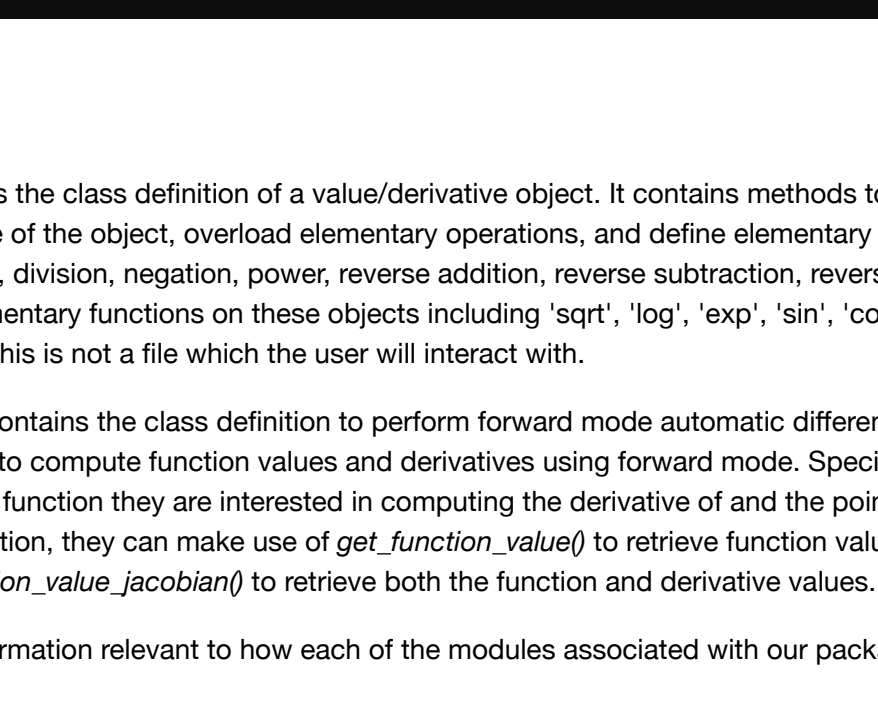 s the class definition of a value/derivative object. It contains methods to
e of the object, overload elementary operations, and define elementary
, division, negation, power, reverse addition, reverse subtraction, revers
entary functions on these objects including 'sqrt', 'log', 'exp', 'sin', 'co
his is not a file which the user will interact with.
ontains the class definition to perform forward mode automatic differen
to compute function values and derivatives using forward mode. Speci
function they are interested in computing the derivative of and the poin
tion, they can make use of get_function_value() to retrieve function valu
on_value_jacobian() to retrieve both the function and derivative values.
rmation relevant to how each of the modules associated with our packa